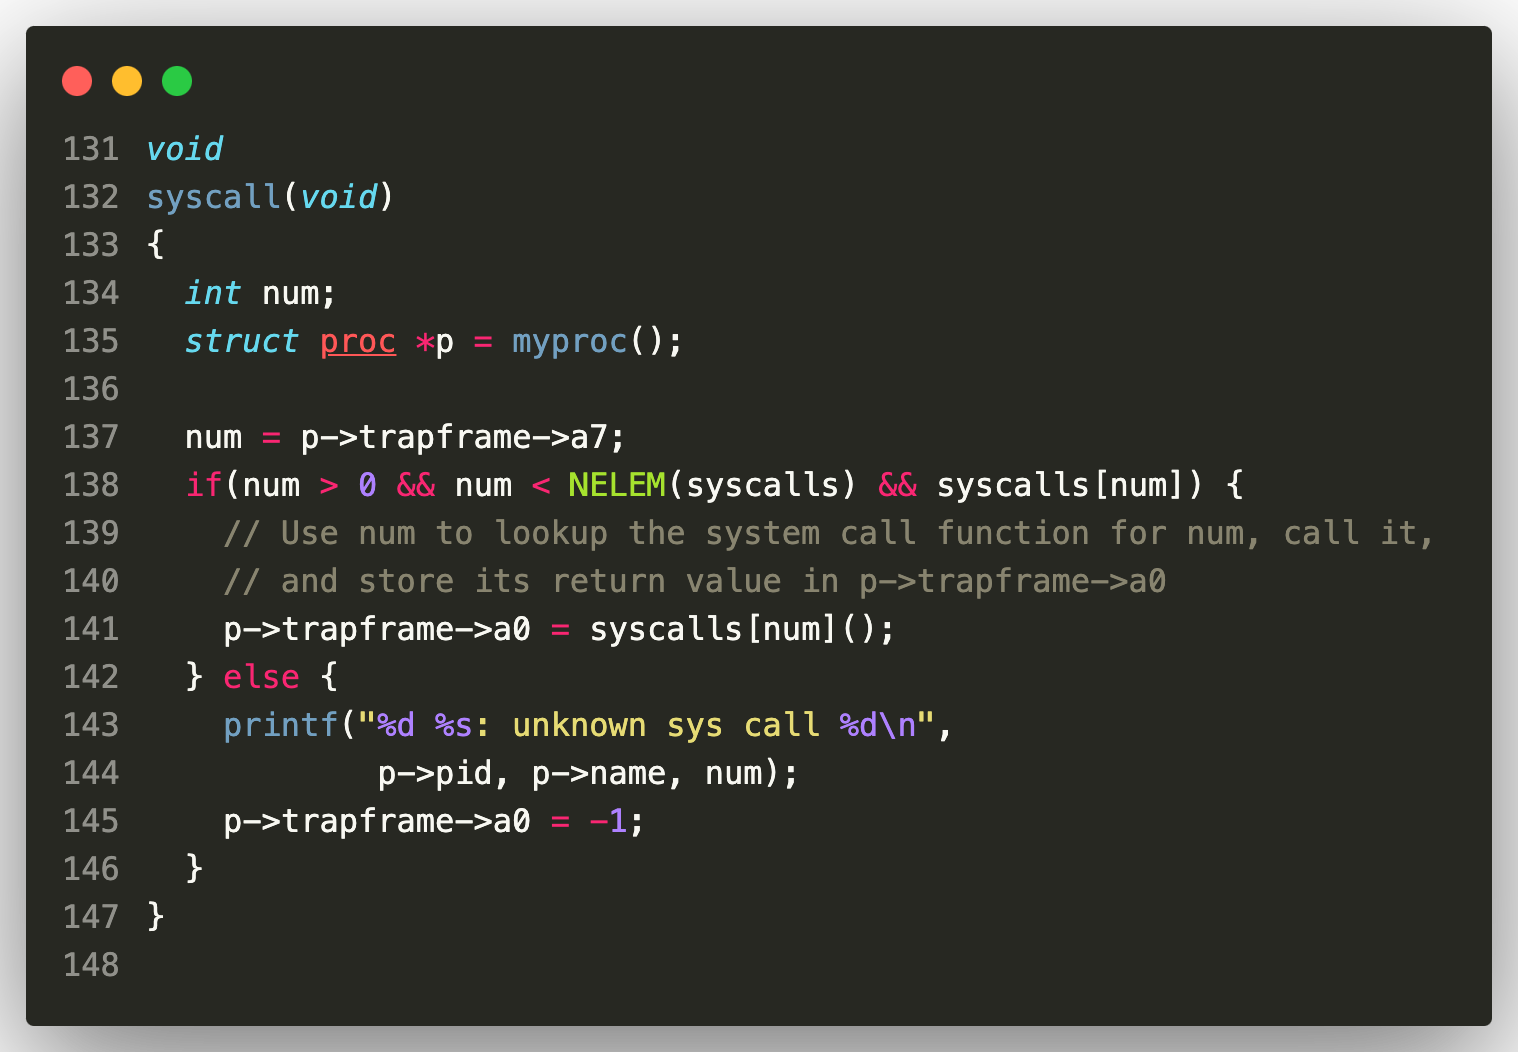 131 void
132 syscall(void)
133 {
134   int num;
135   struct proc *p = myproc();
136
137   num = p->trapframe->a7;
138   if(num > 0 && num < NELEM(syscalls) && syscalls[num]) {
139     // Use num to lookup the system call function for num, call it,
140     // and store its return value in p->trapframe->a0
141     p->trapframe->a0 = syscalls[num]();
142   } else {
143     printf("%d %s: unknown sys call %d\n",
144             p->pid, p->name, num);
145     p->trapframe->a0 = -1;
146   }
147 }
148